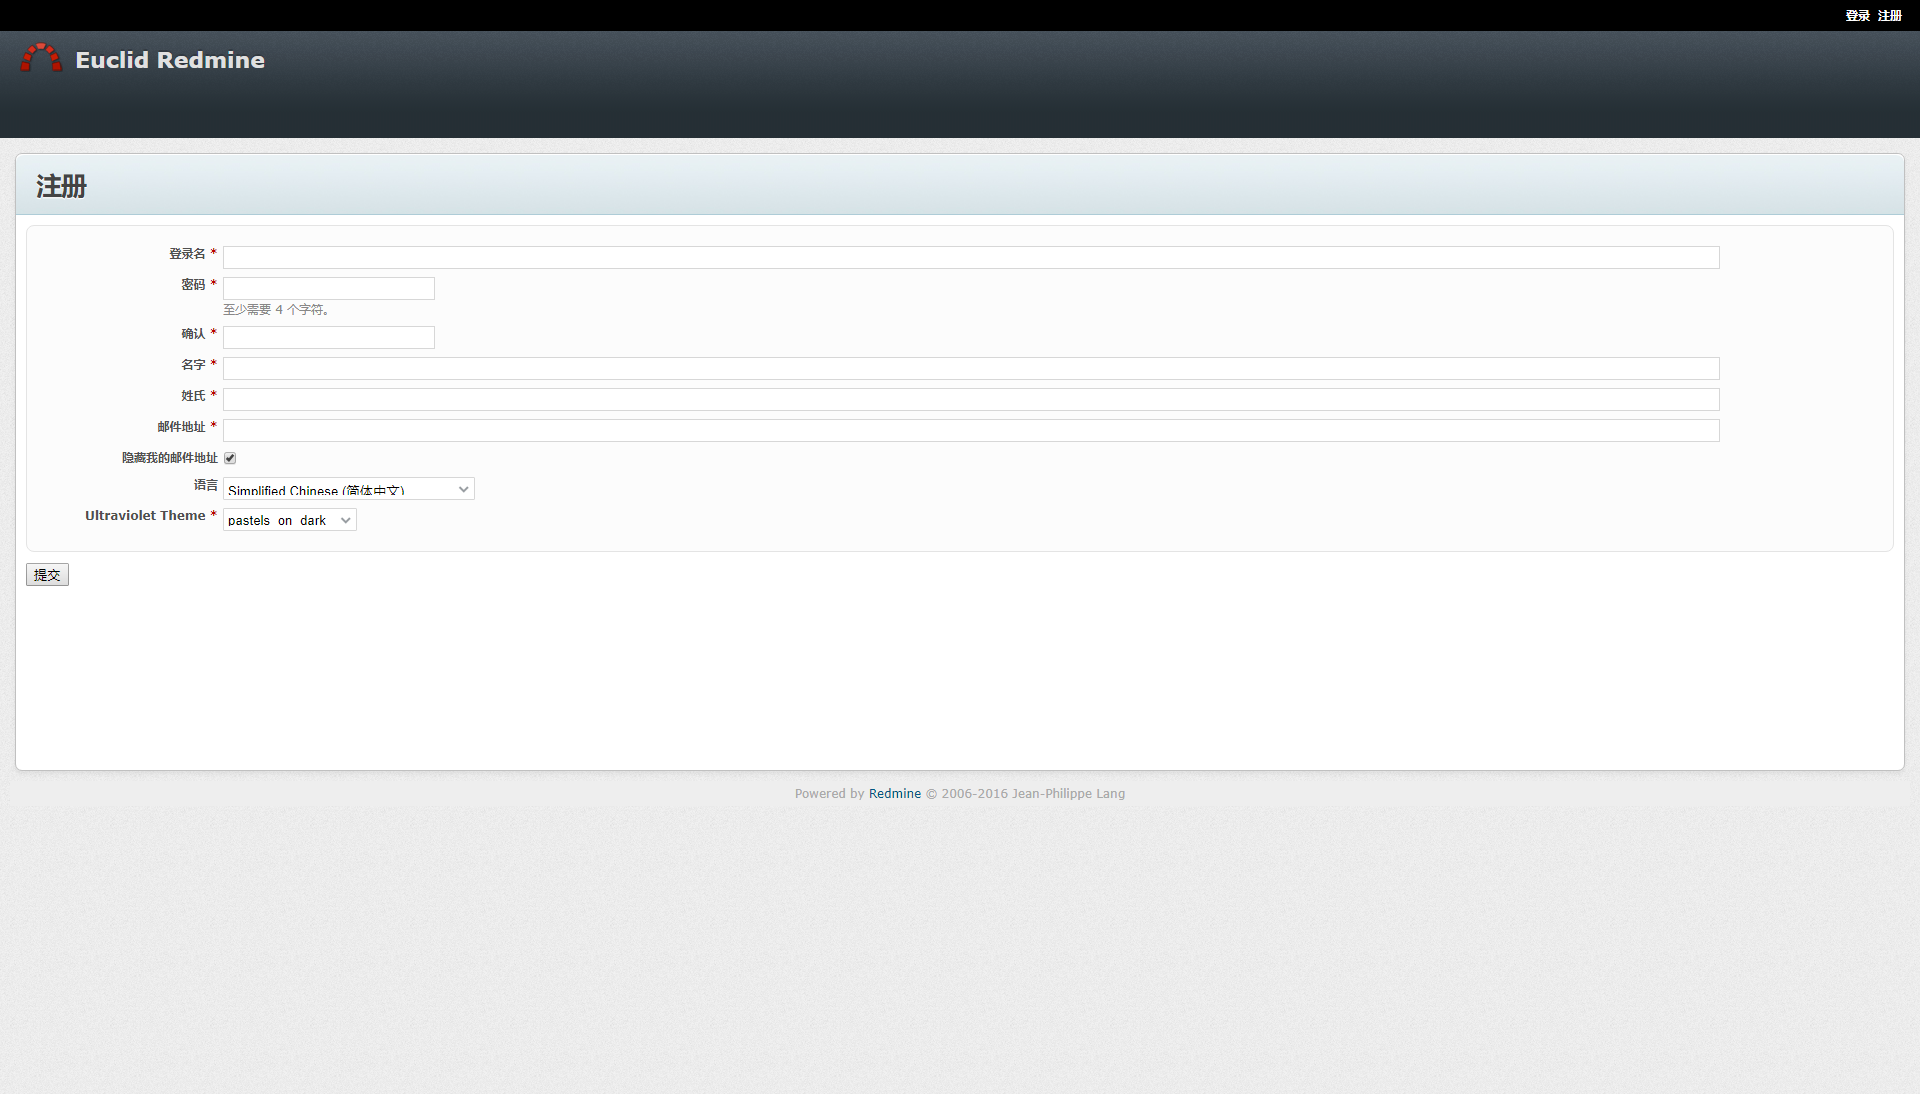 登录 注册
Euclid Redmine
注册
登录名 *
密码 *
至少需要 4 个字符。
确认 *
名字 *
姓氏 *
邮件地址 *
隐藏我的邮件地址
语言 Simplified Chinese (简体中文)
Ultraviolet Theme * pastels_on_dark
提交
Powered by Redmine © 2006-2016 Jean-Philippe Lang